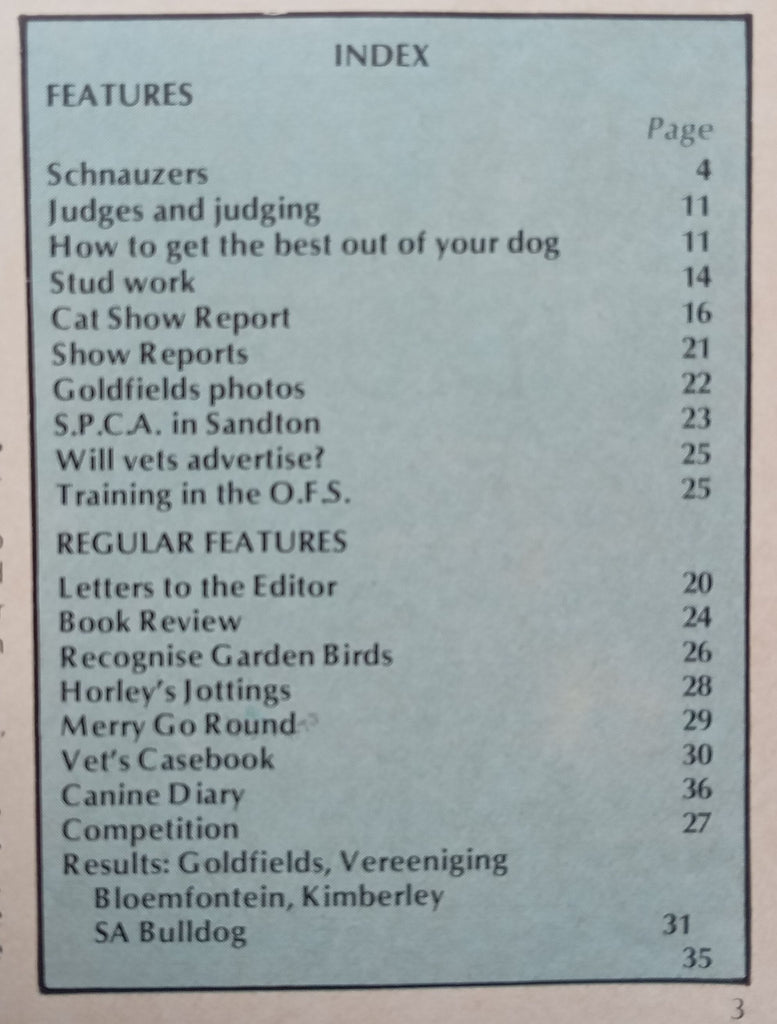 INDEX
FEATURES
Page
Schnauzers 4
Judges and judging 11
How to get the best out of your dog 11
Stud work 14
Cat Show Report 16
Show Reports 21
Goldfields photos 22
S.P.C.A. in Sandton 23
Will vets advertise? 25
Training in the O.F.S. 25
REGULAR FEATURES
Letters to the Editor 20
Book Review 24
Recognise Garden Birds 26
Horley's Jottings 28
Merry Go Round 29
Vet's Casebook 30
Canine Diary 36
Competition 27
Results: Goldfields, Vereeniging
Bloemfontein, Kimberley
SA Bulldog 31
35
3